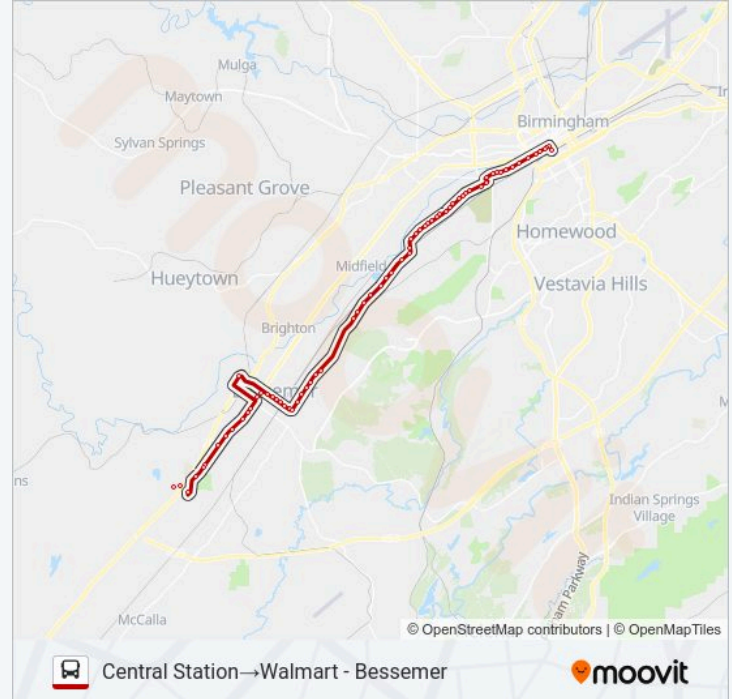 Mulga
Maytown
Birmingham
Sylvan Springs
Pleasant Grove
Homewood
Midfield
Hueytown
Vestavia Hills
Brighton
Indian Springs
Village
McCalla
© OpenStreetMap contributors | © OpenMapTiles
Central Station→Walmart - Bessemer
moovit